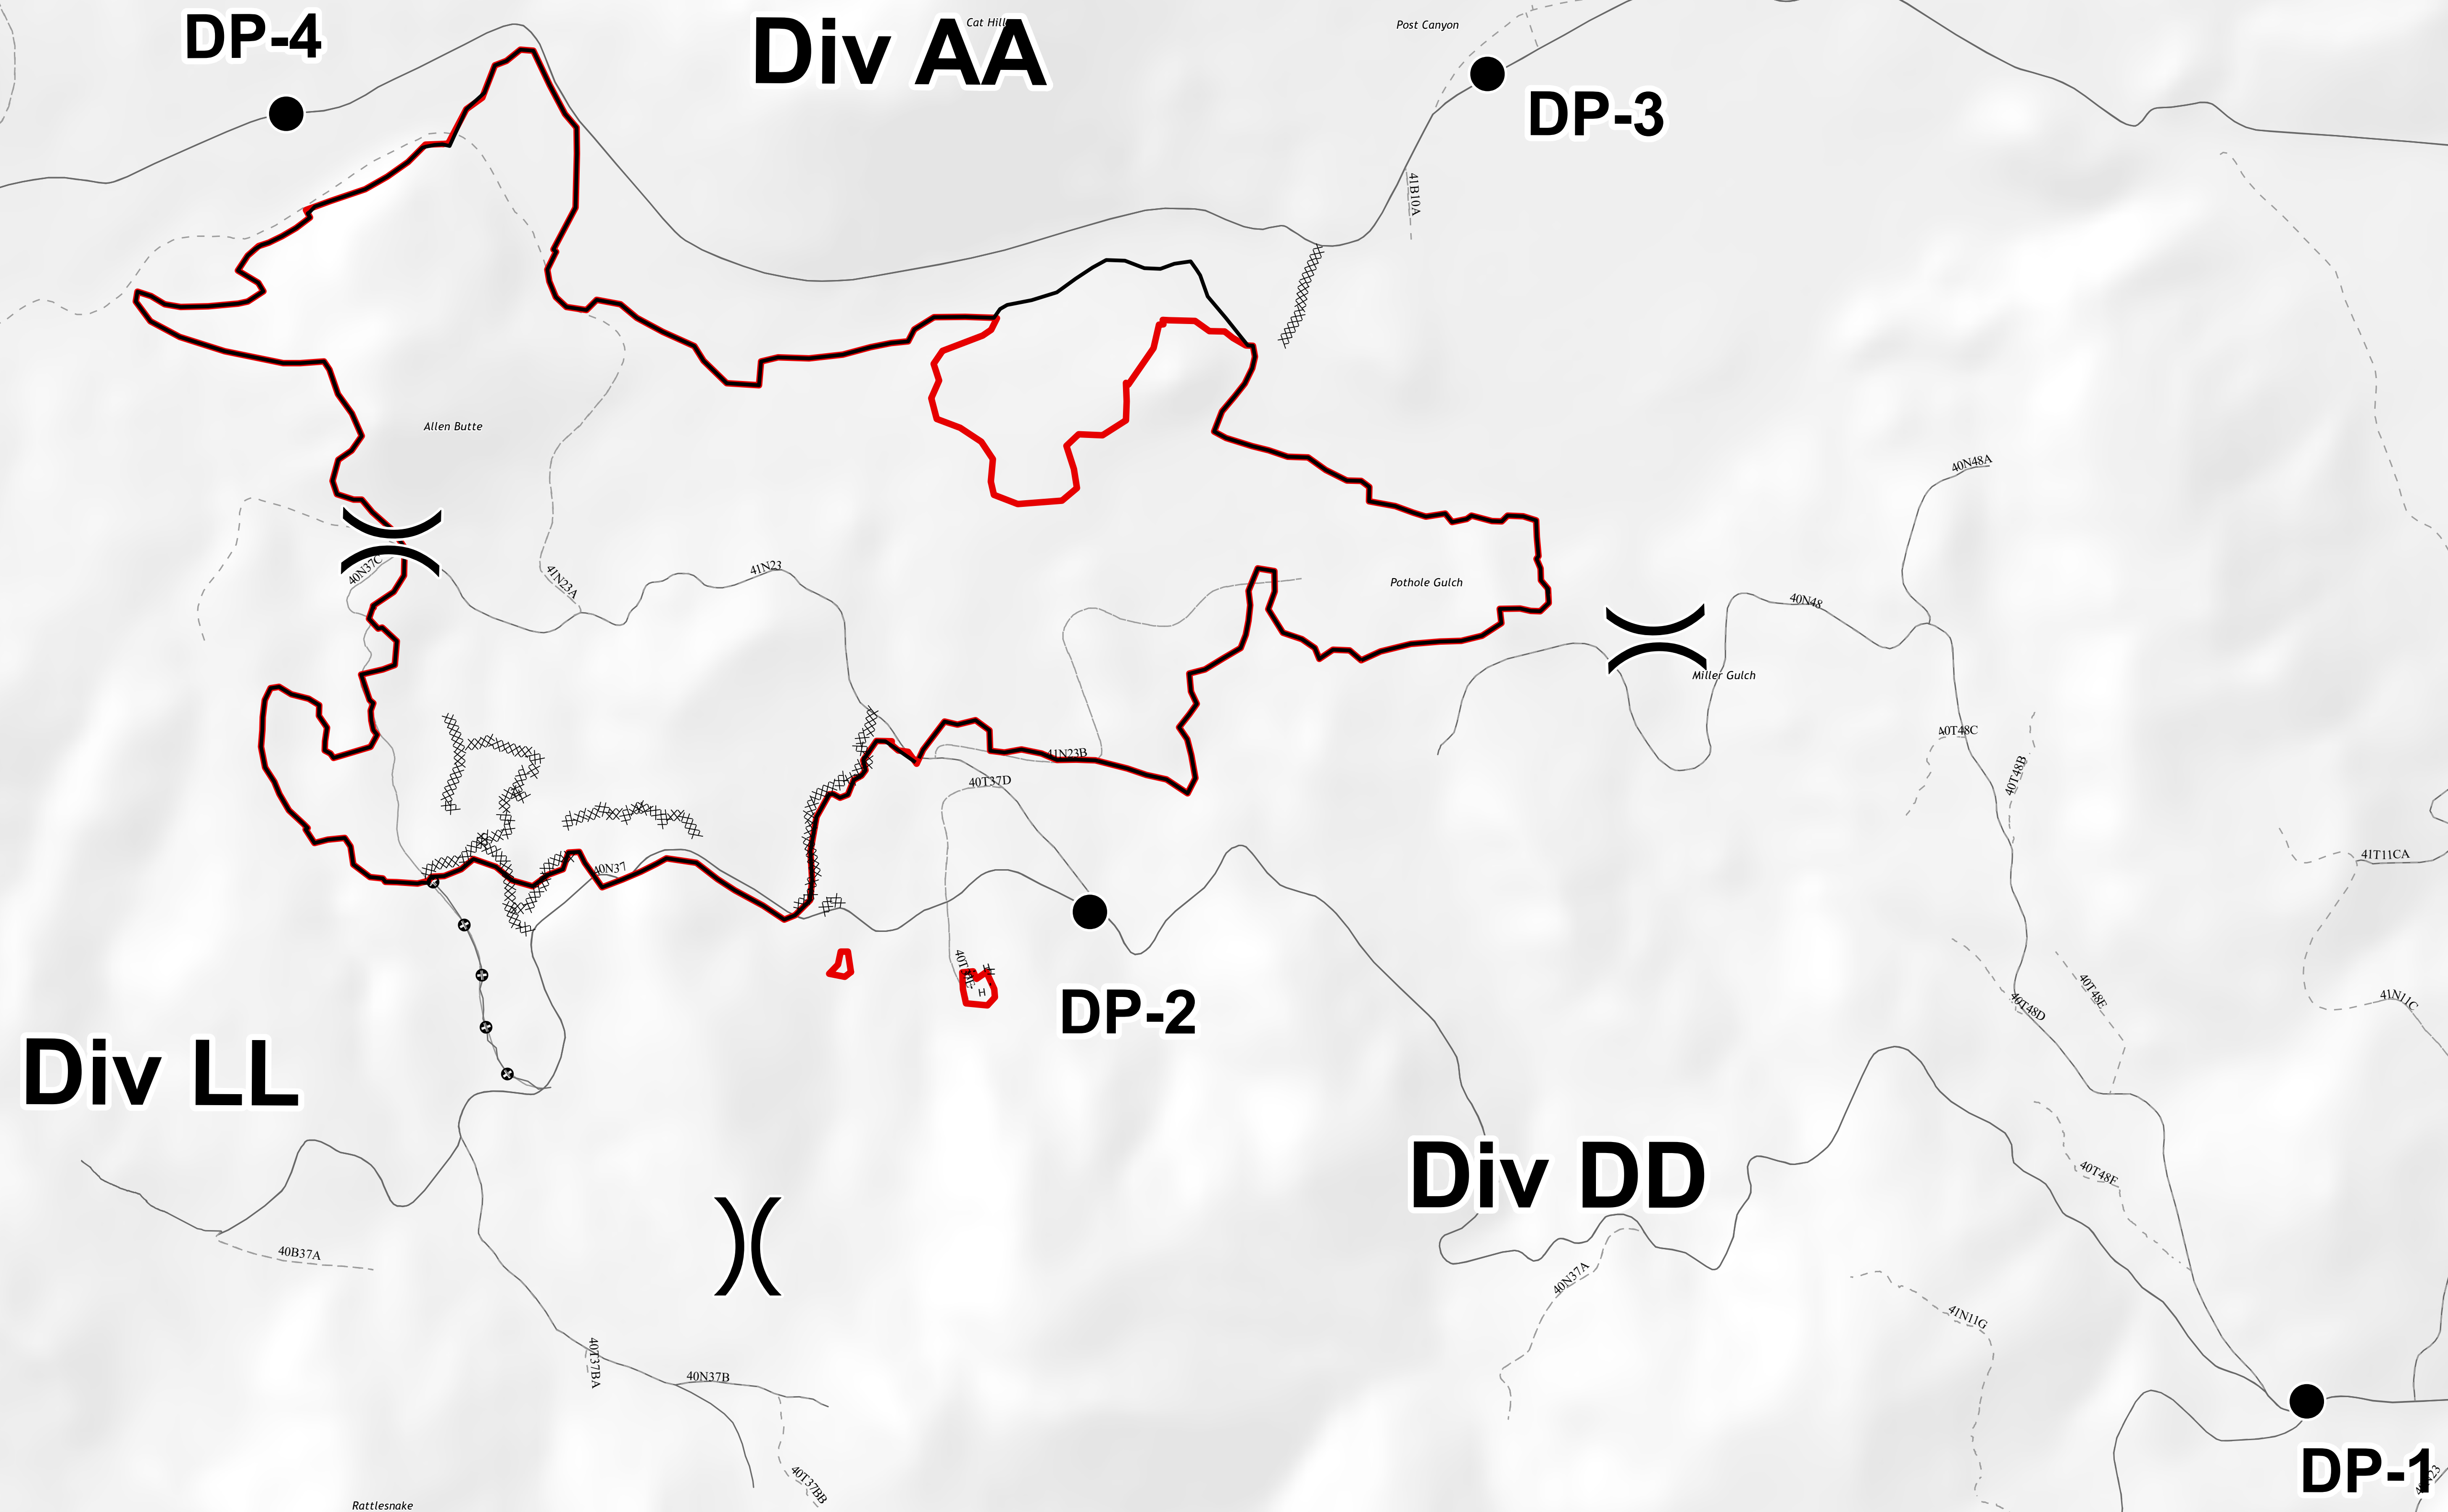 DP-4
Div AA
Post Canyon
DP-3
41B10A
Allen Butte
40N48A
40N37C
41N23A
41N23
Pothole Gulch
40N48
Miller Gulch
40T48C
40T48B
41N23B
40T37D
40N37
41T11CA
41N11C
40T48E
40T48D
DP-2
Div LL
Div DD
40T48F
40B37A
40N37A
41N11G
40T37BA
40N37B
40T37BB
DP-1
Rattlesnake